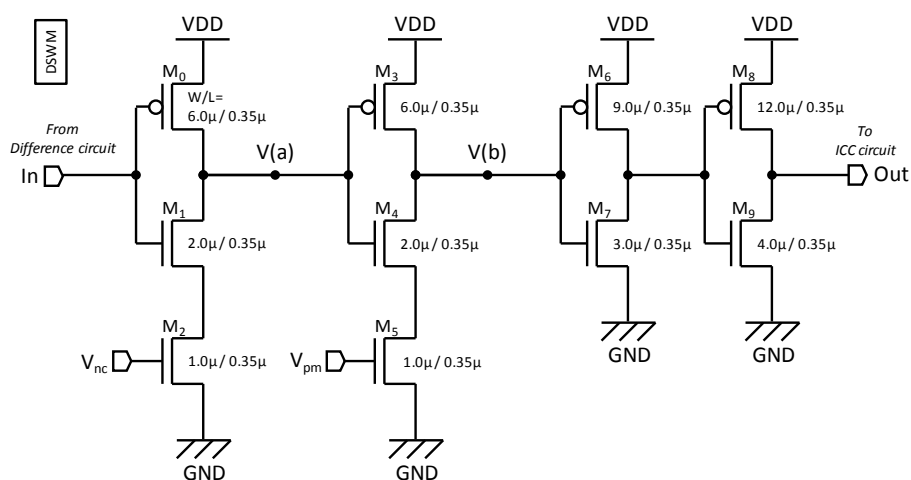 DSWM
VDD
VDD
VDD
VDD
M0
W/L=
6.0μ/0.35μ
M3
6.0μ/0.35μ
M6
9.0μ/0.35μ
M8
12.0μ/0.35μ
From
Difference circuit
In
V(a)
V(b)
To
ICC circuit
Out
M1
2.0μ/0.35μ
M4
2.0μ/0.35μ
M7
3.0μ/0.35μ
M9
4.0μ/0.35μ
M2
Vnc
1.0μ/0.35μ
M5
Vpm
1.0μ/0.35μ
GND
GND
GND
GND